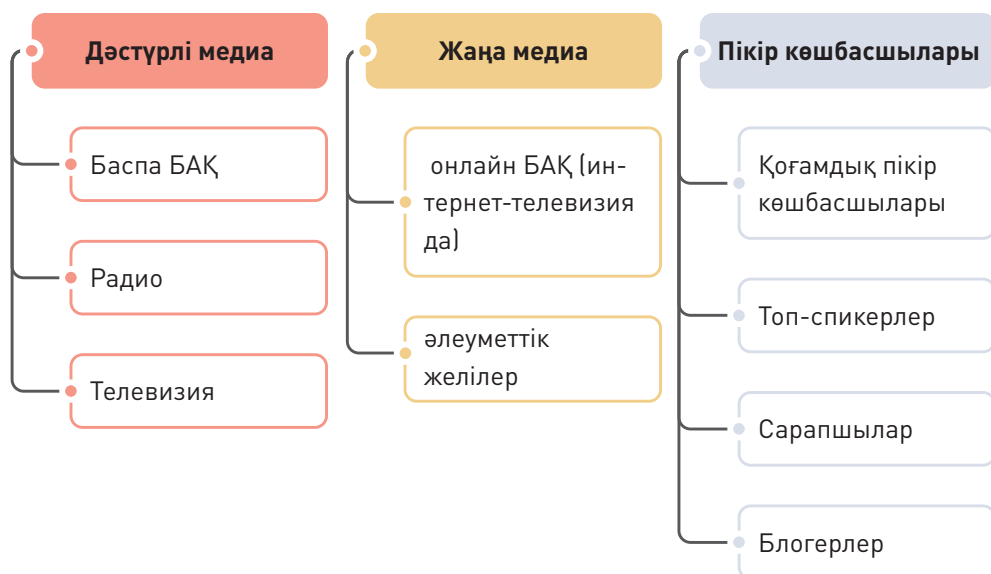 Дәстүрлі медиа
Баспа БАҚ
Радио
Телевизия
Жаңа медиа
онлайн БАҚ (ин-
тернет-телевизия
да)
әлеуметтік
желілер
Пікір көшбасшылары
Қоғамдық пікір
көшбасшылары
Топ-спикерлер
Сарапшылар
Блогерлер